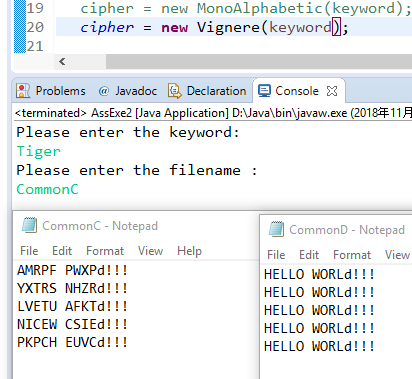 19 cipher = new MonoAlphabetic(keyword);
20 cipher = new Vignere(keyword);
21
Problems @ Javadoc Declaration Console
<terminated> AssExe2 [Java Application] D:\Java\bin\javaw.exe (2018年11月
Please enter the keyword:
Tiger
Please enter the filename :
CommonC
CommonC - Notepad
File Edit Format View Help
AMRPF PWXPd!!!
YXTRS NHZRd!!!
LVETU AFKTd!!!
NICEW CSIEd!!!
PKPCH EUVCd!!!
CommonD - Notepad
File Edit Format View
HELLO WORLd!!!
HELLO WORLd!!!
HELLO WORLd!!!
HELLO WORLd!!!
HELLO WORLd!!!